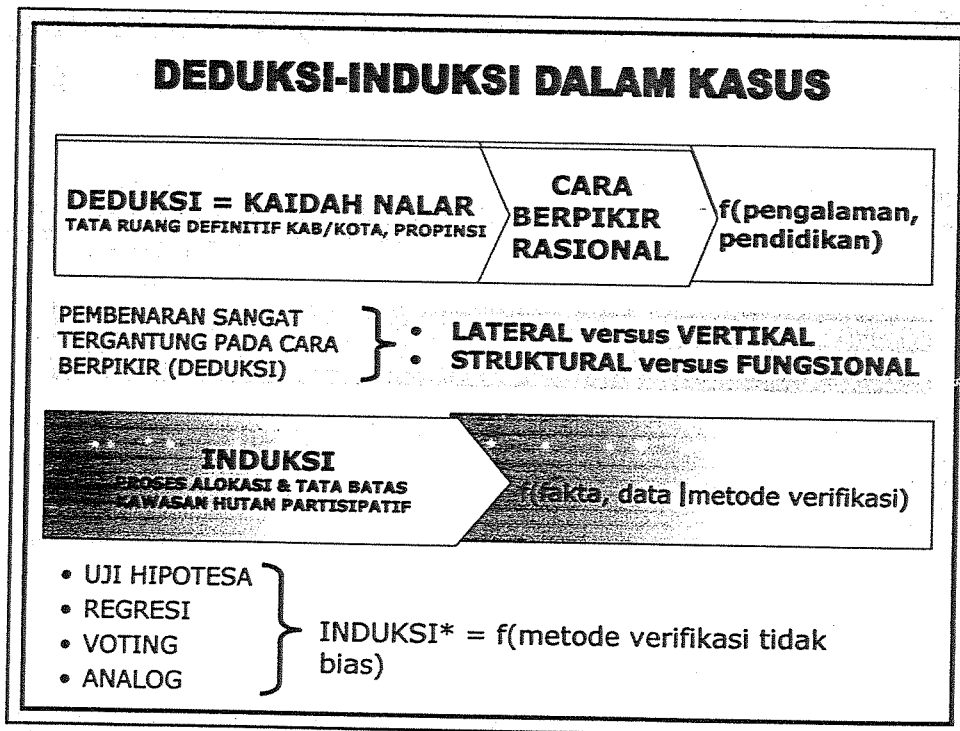 DEDUKSI-INDUKSI DALAM KASUS
DEDUKSI = KAIDAH NALAR
TATA RUANG DEFINITIF KAB/KOTA, PROPINSI
CARA
BERPIKIR
RASIONAL
f(pengalaman,
pendidikan)
PEMBENARAN SANGAT
TERGANTUNG PADA CARA
BERPIKIR (DEDUKSI)
• LATERAL versus VERTIKAL
• STRUKTURAL versus FUNGSIONAL
INDUKSI
PROSES ALOKASI & TATA BATAS
KAWASAN HUTAN PARTISIPATIF
f(fakta, data |metode verifikasi)
• UJI HIPOTESA
• REGRESI
• VOTING
• ANALOG
INDUKSI* = f(metode verifikasi tidak
bias)